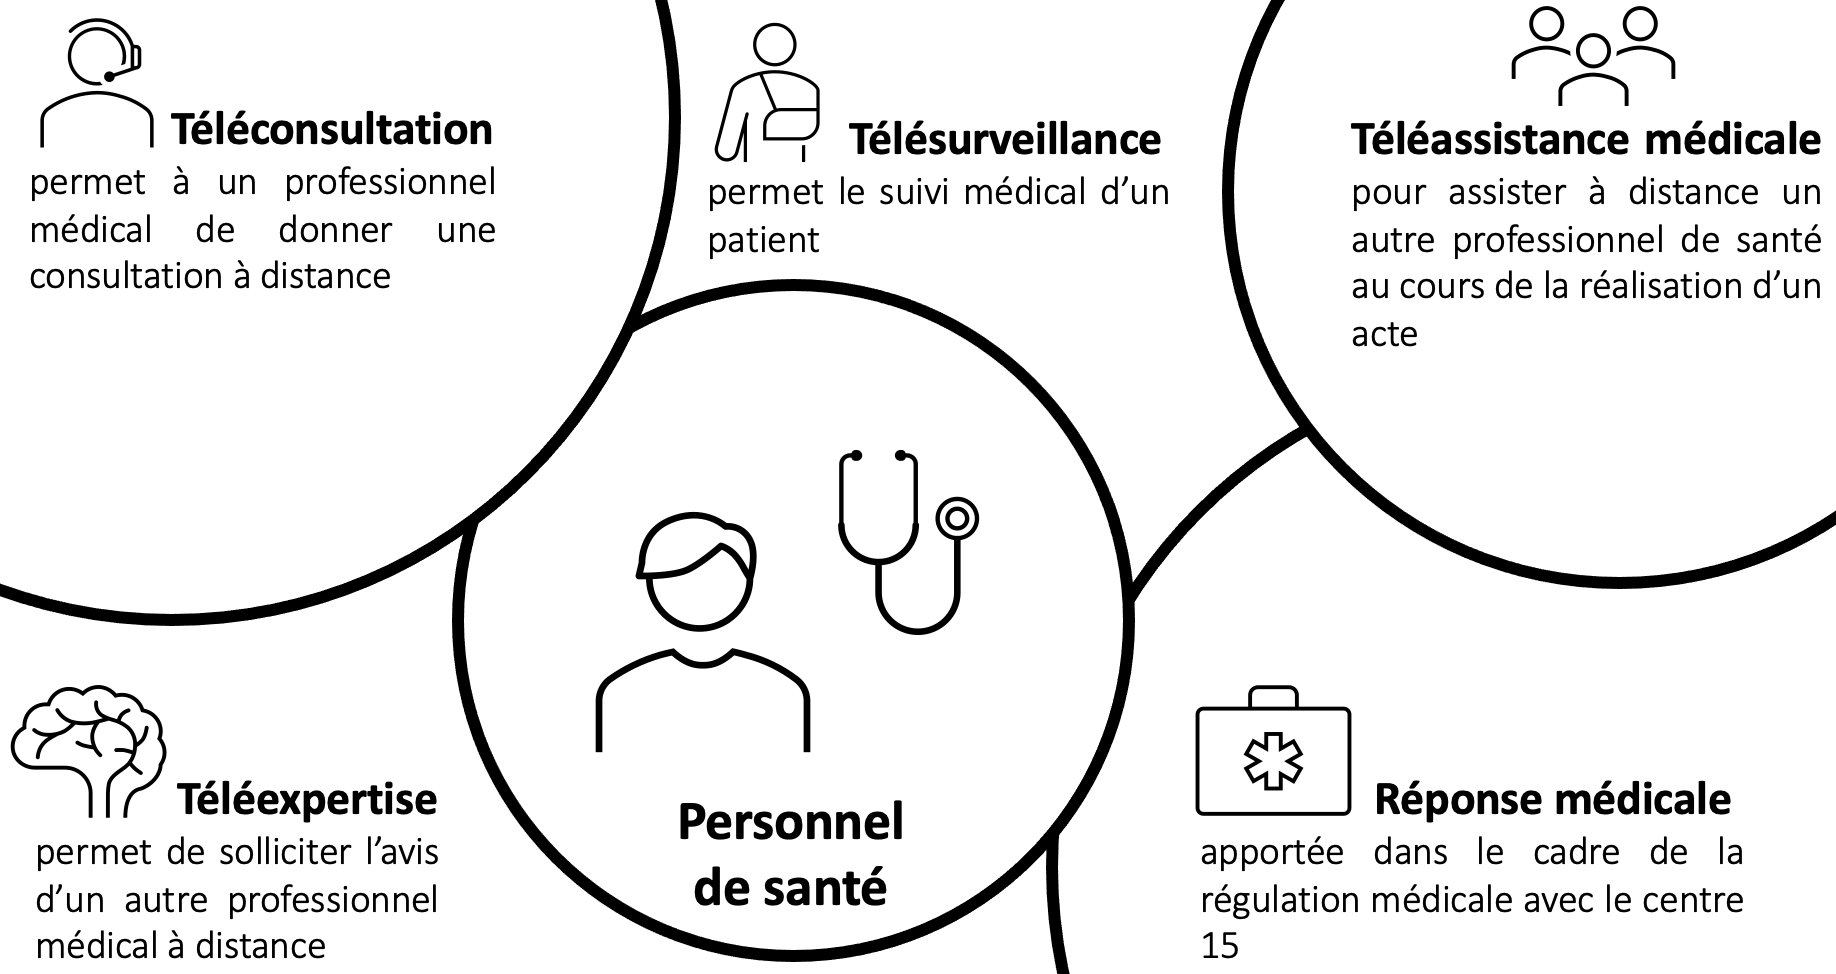 Téléconsultation
permet à un professionnel
médical de donner une
consultation à distance
Télésurveillance
permet le suivi médical d’un
patient
Téléassistance médicale
pour assister à distance un
autre professionnel de santé
au cours de la réalisation d’un
acte
Téléexpertise
permet de solliciter l’avis
d’un autre professionnel
médical à distance
Personnel
de santé
Réponse médicale
apportée dans le cadre de la
régulation médicale avec le centre
15